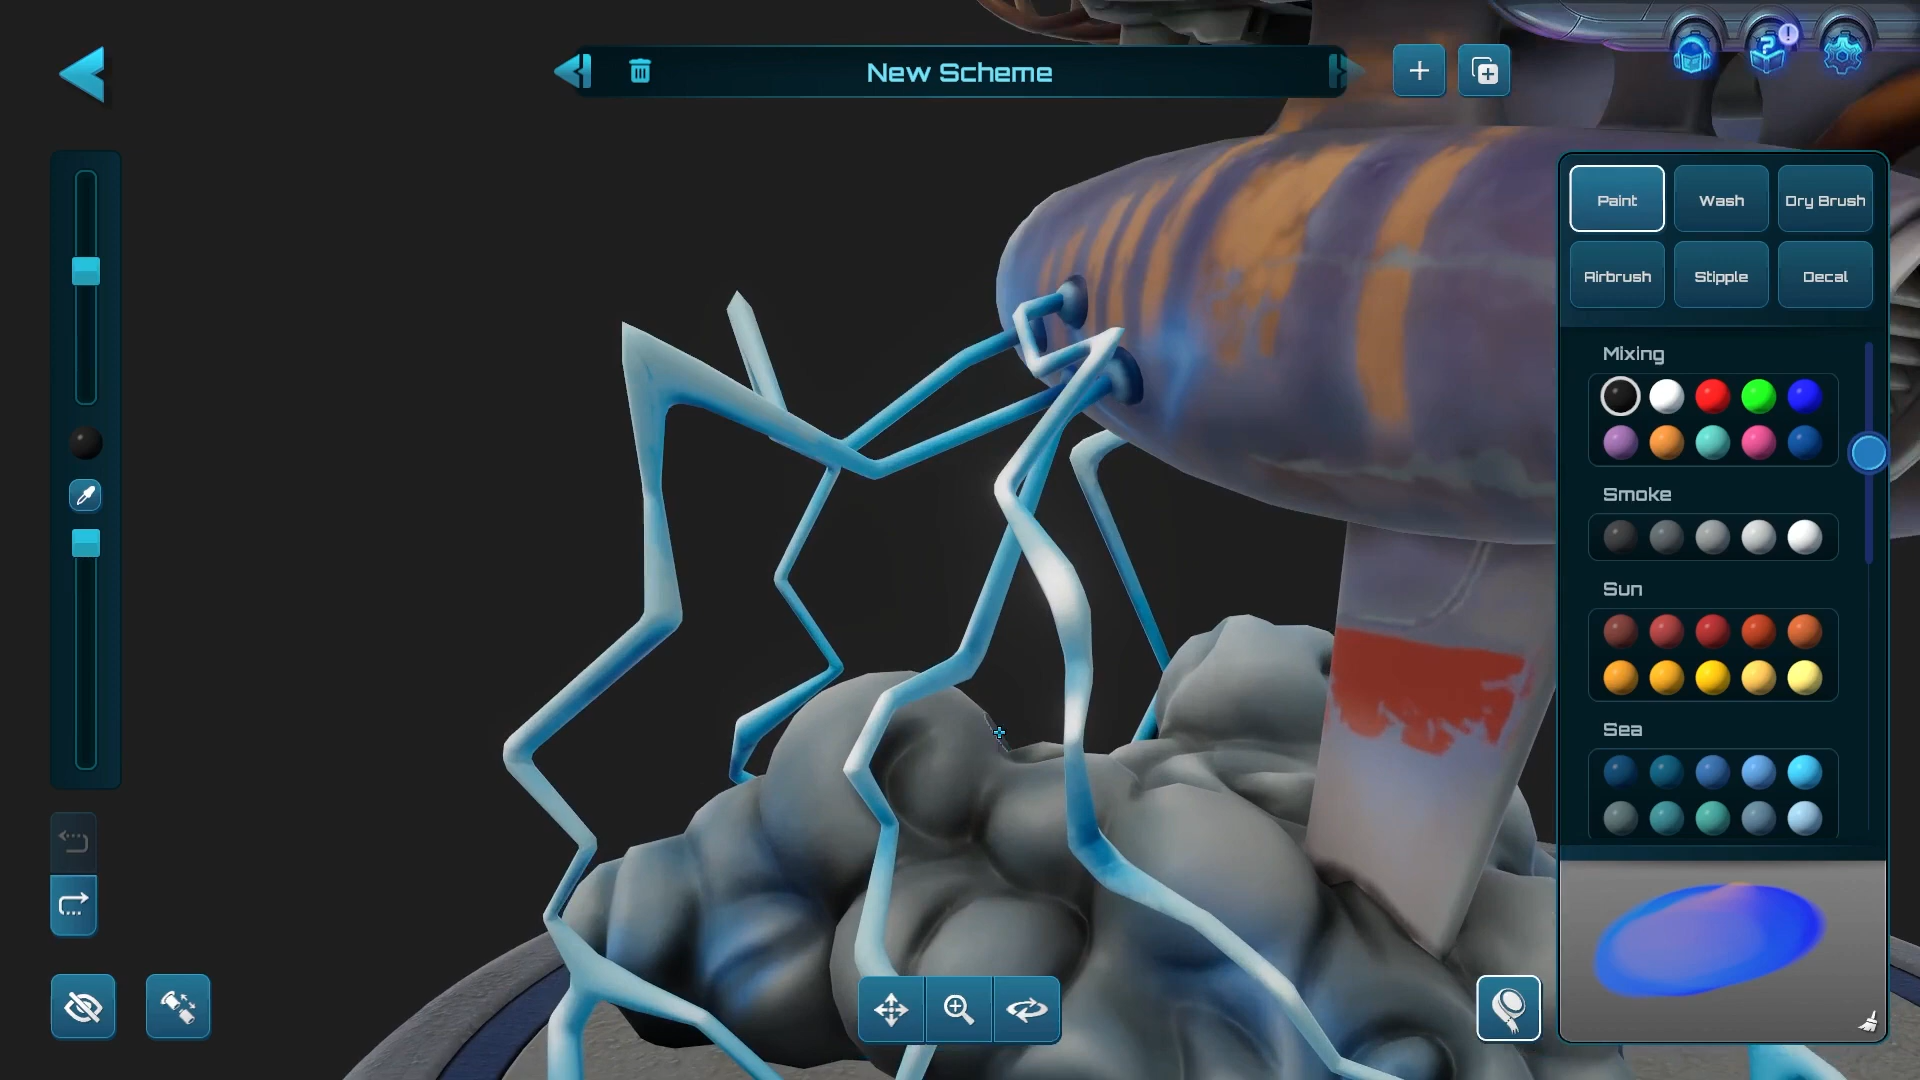 New Scheme
Paint
Wash
Dry Brush
Airbrush
Stipple
Decal
Mixing
Smoke
Sun
Sea